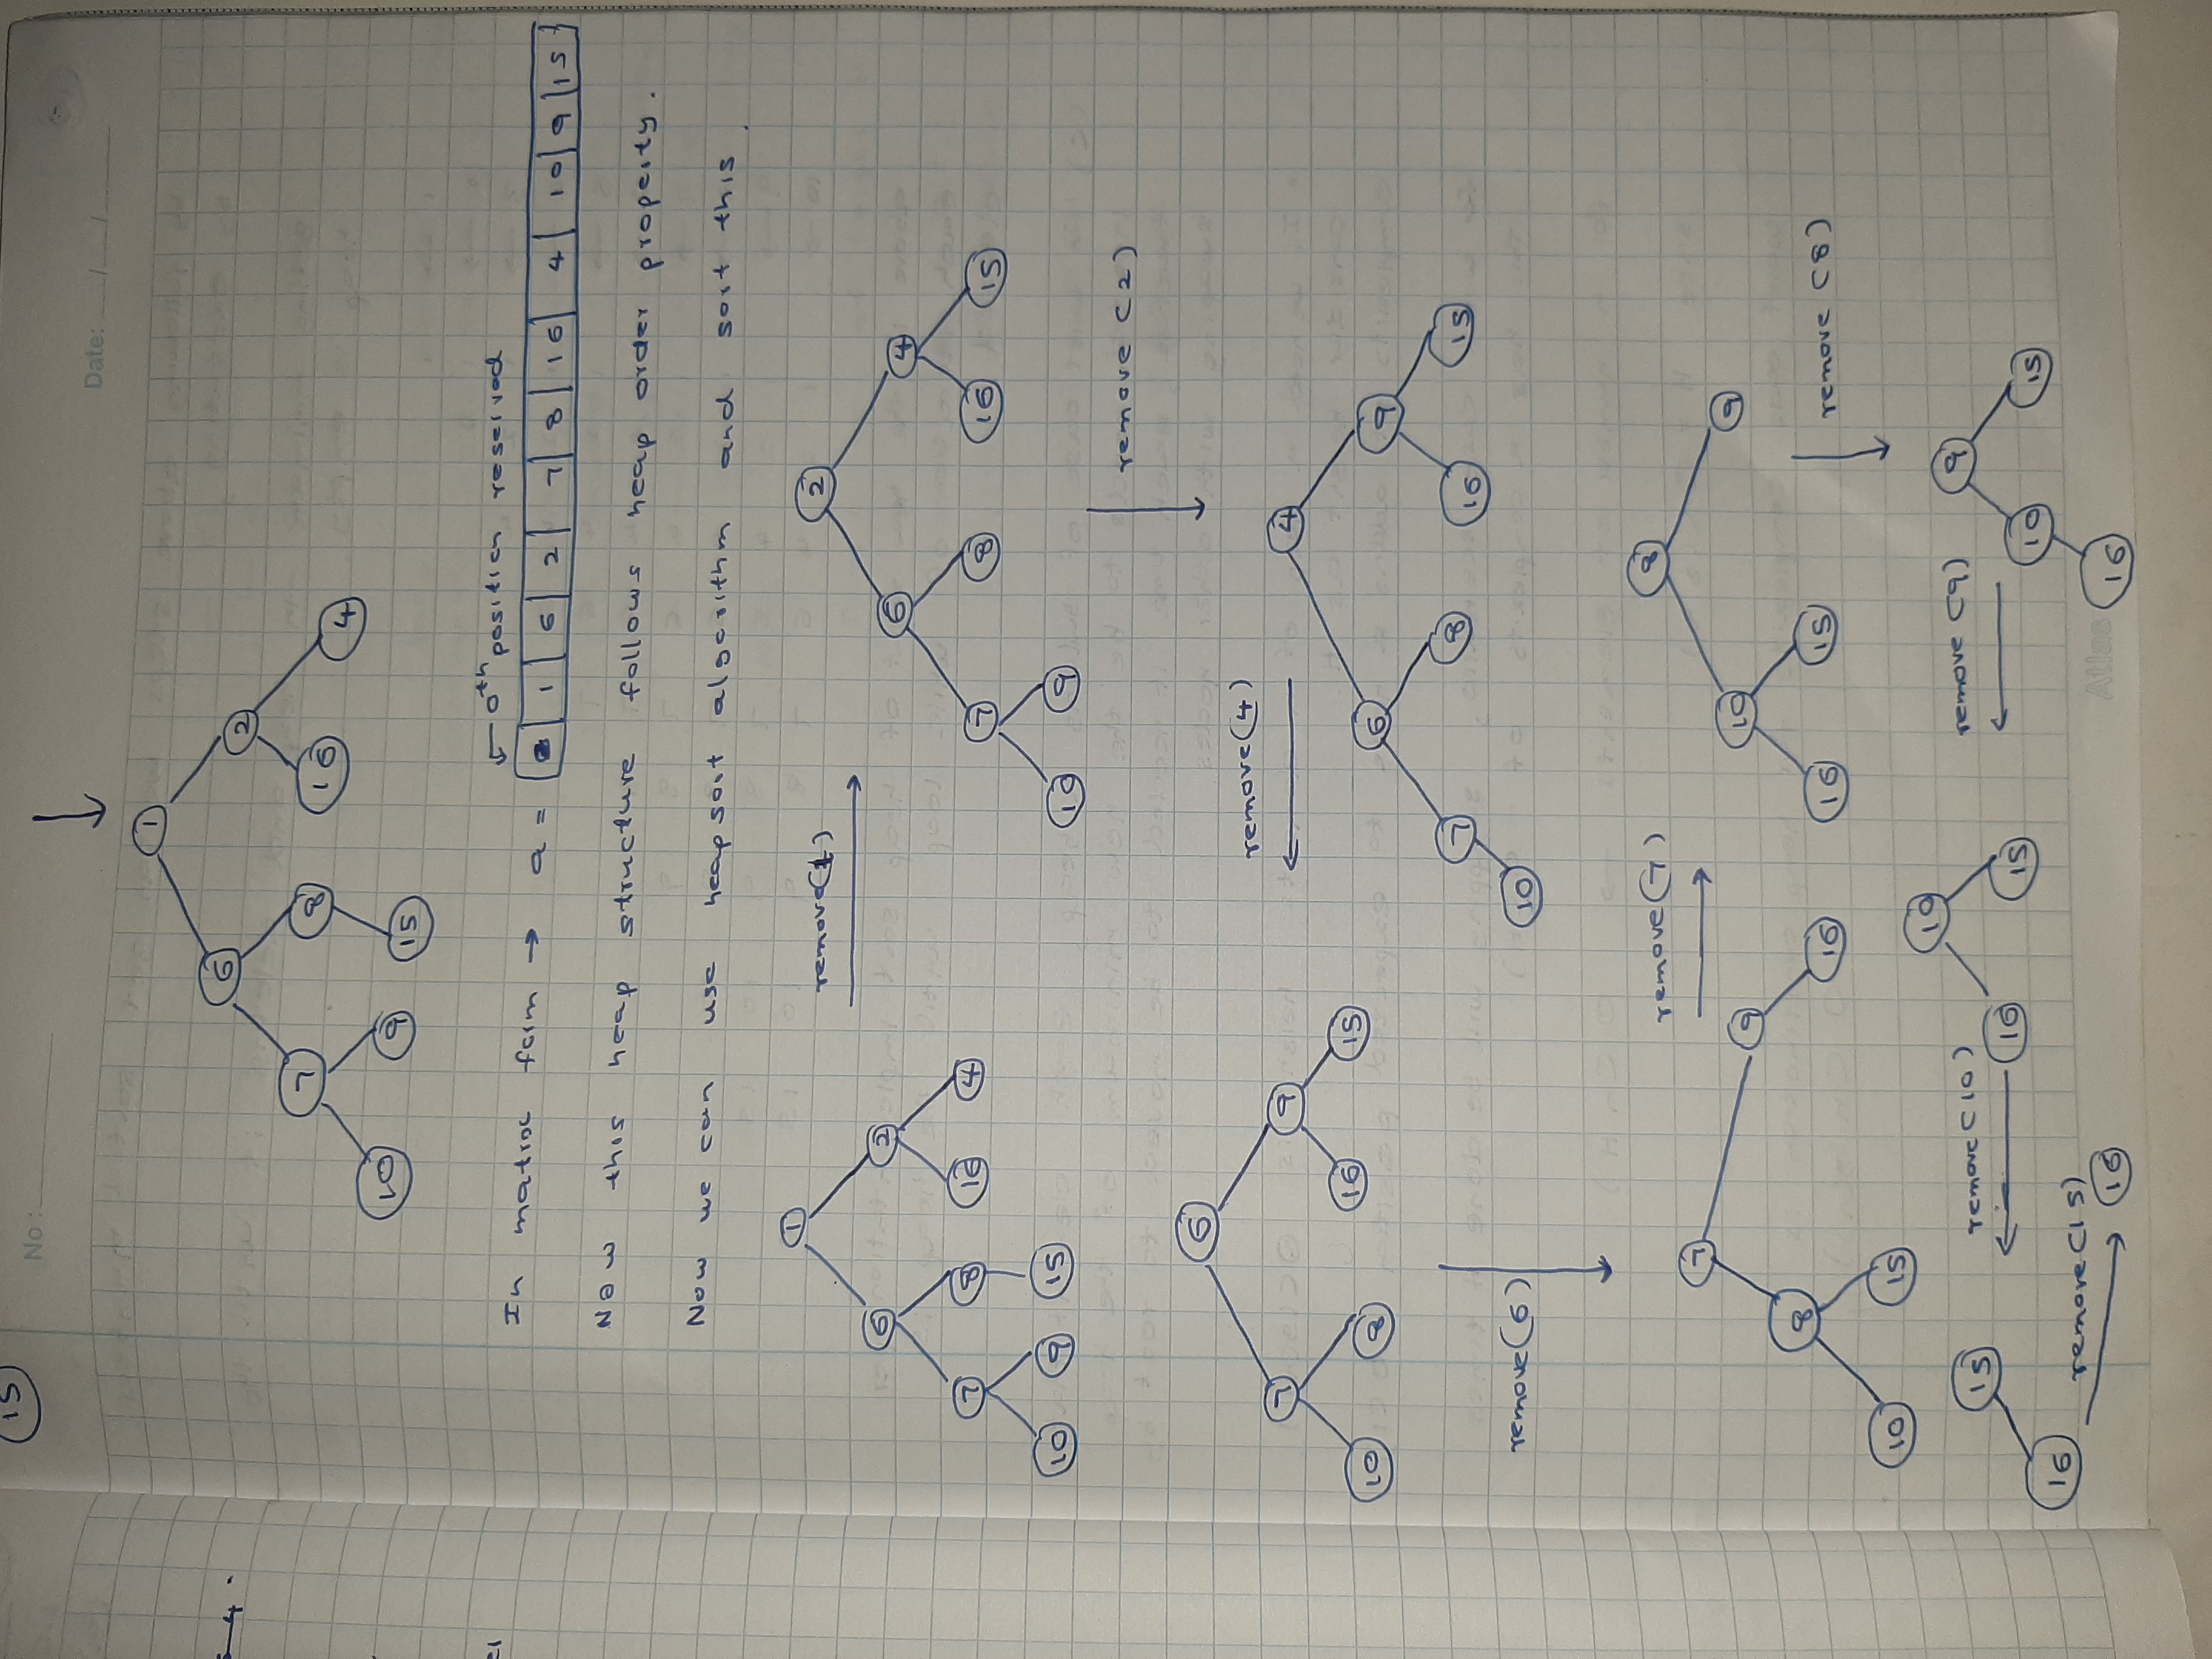 15
No :
Date: / /
1
6 2
7 8 16 4
10 9 15
0th position reserved
In matrix form → a = 1 6 2 7 8 16 4 10 9 15
Now this heap structure follows heap order property.
Now we can use heapsort algorithm and sort this.
1
6 2
7 8 16 4
10 9 15
remove(1)
2
6 4
7 8 16 15
10 9
remove (2)
4
6 9
7 8 16 15
10
remove(4)
6
7 9
10 8 16 15
remove(6)
7
8 9
10 15 16
remove(7)
8
10 9
16 15
remove (8)
9
10 15
16
remove (9)
10
16 15
remove(10)
15
16
remove(15)
16
Atlas